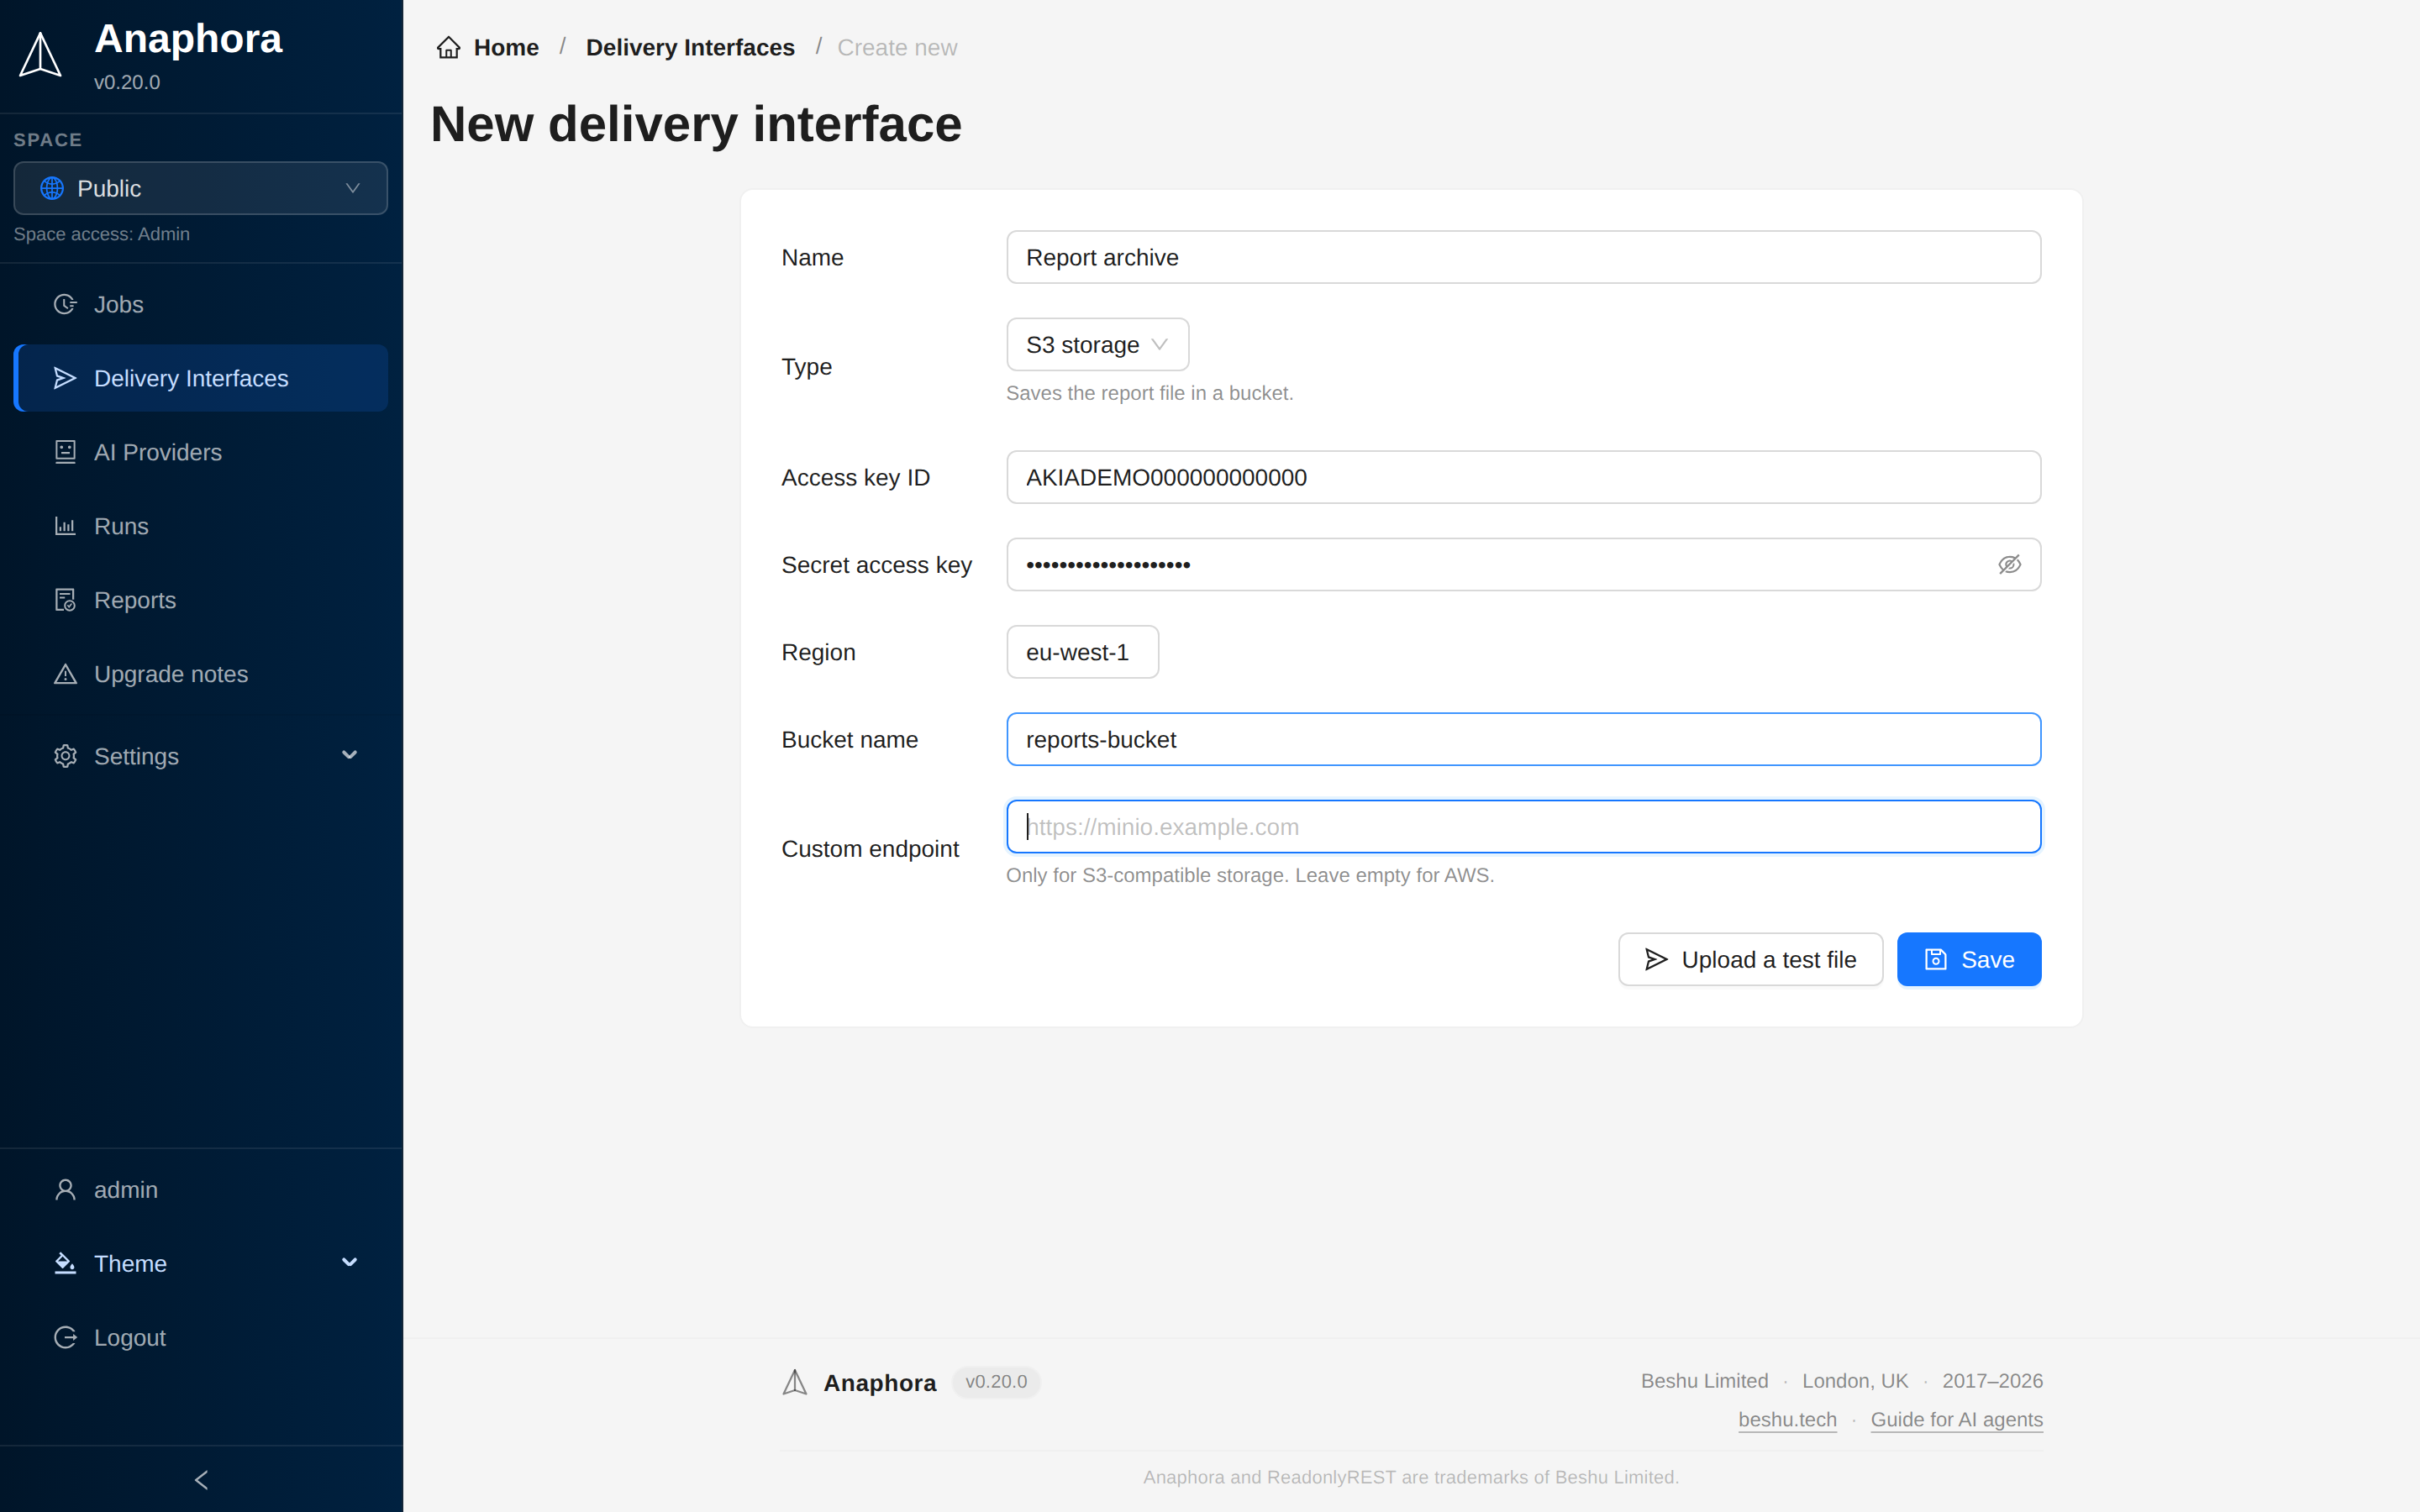 Anaphora
v0.20.0
SPACE
Public
Space access: Admin
Jobs
Delivery Interfaces
AI Providers
Runs
Reports
Upgrade notes
Settings
admin
Theme
Logout
Home / Delivery Interfaces / Create new
New delivery interface
Name Report archive
Type S3 storage
Saves the report file in a bucket.
Access key ID AKIADEMO000000000000
Secret access key ••••••••••••••••••••
Region eu-west-1
Bucket name reports-bucket
Custom endpoint https://minio.example.com
Only for S3-compatible storage. Leave empty for AWS.
Upload a test file Save
Anaphora v0.20.0
Beshu Limited · London, UK · 2017–2026
beshu.tech · Guide for AI agents
Anaphora and ReadonlyREST are trademarks of Beshu Limited.